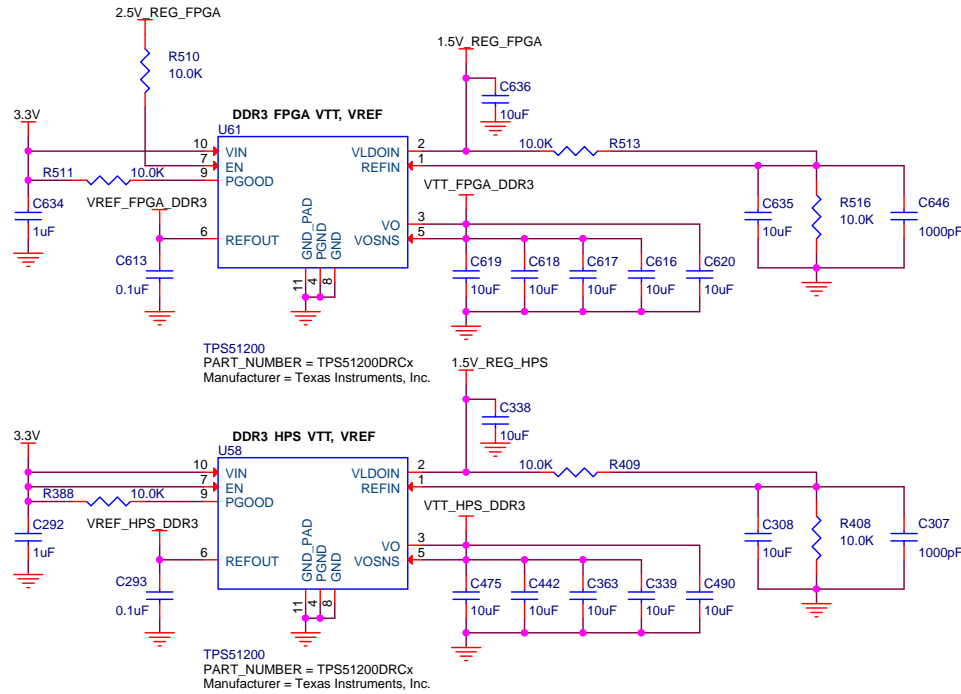 2.5V_REG_FPGA
1.5V_REG_FPGA
R510
10.0K
C636
10uF
3.3V
DDR3 FPGA VTT, VREF
U61
10 VIN
7 EN
9 PGOOD
R511 10.0K
VLDOIN 2
REFIN 1
10.0K R513
VREF_FPGA_DDR3
VTT_FPGA_DDR3
C634
1uF
6 REFOUT
VO 3
VOSNS 5
GND_PAD
PGND
GND
11
4
8
C613
0.1uF
C619
10uF
C618
10uF
C617
10uF
C616
10uF
C620
10uF
C635
10uF
R516
10.0K
C646
1000pF
TPS51200
PART_NUMBER = TPS51200DRCx
Manufacturer = Texas Instruments, Inc.
1.5V_REG_HPS
C338
10uF
3.3V
DDR3 HPS VTT, VREF
U58
10 VIN
7 EN
9 PGOOD
R388 10.0K
VLDOIN 2
REFIN 1
10.0K R409
VREF_HPS_DDR3
VTT_HPS_DDR3
C292
1uF
6 REFOUT
VO 3
VOSNS 5
GND_PAD
PGND
GND
11
4
8
C293
0.1uF
C475
10uF
C442
10uF
C363
10uF
C339
10uF
C490
10uF
C308
10uF
R408
10.0K
C307
1000pF
TPS51200
PART_NUMBER = TPS51200DRCx
Manufacturer = Texas Instruments, Inc.